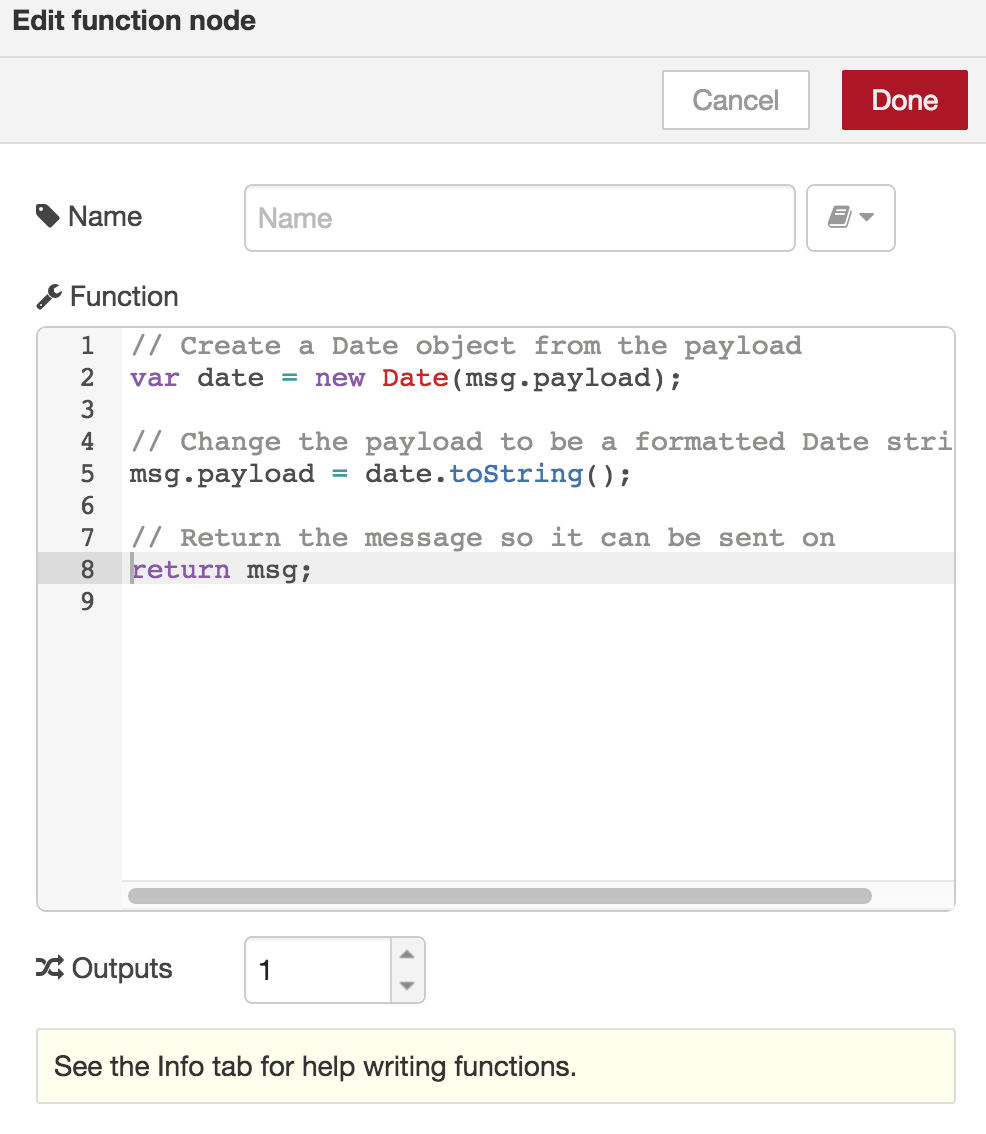 Edit function node
Cancel
Done
Name
Name
Function
1 // Create a Date object from the payload
2 var date = new Date(msg.payload);
3
4 // Change the payload to be a formatted Date stri
5 msg.payload = date.toString();
6
7 // Return the message so it can be sent on
8 return msg;
9
Outputs
1
See the Info tab for help writing functions.